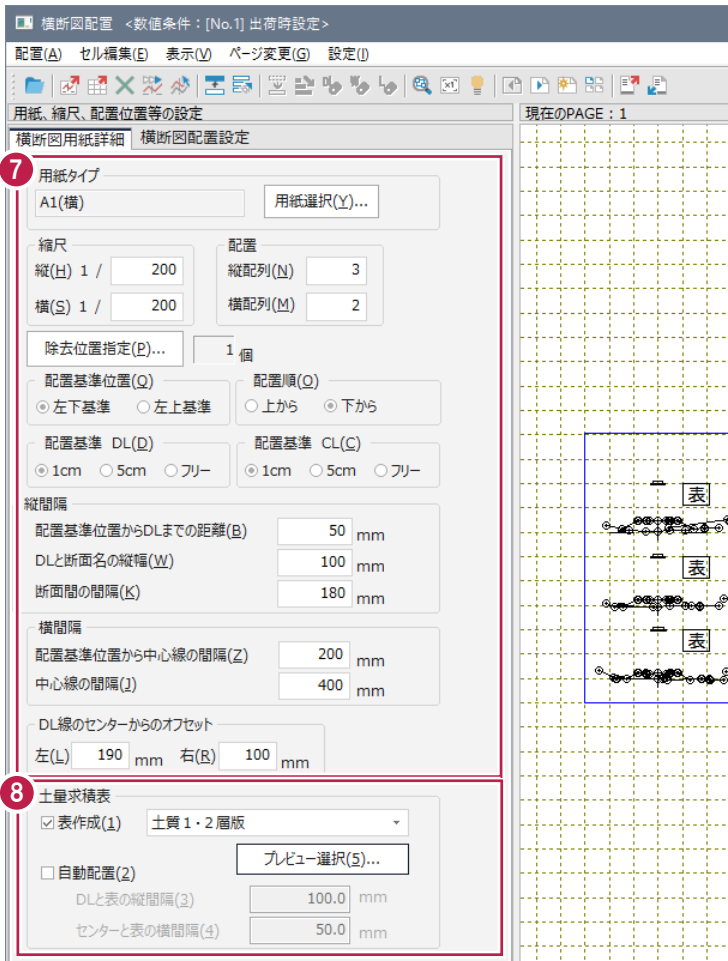 横断図配置 <数値条件：[No.1] 出荷時設定>
配置(A) セル編集(E) 表示(V) ページ変更(G) 設定(I)
用紙、縮尺、配置位置等の設定 現在のPAGE：1
横断図用紙詳細 横断図配置設定
7
用紙タイプ
A1(横) 用紙選択(Y)...
縮尺 配置
縦(H) 1 / 200 縦配列(N) 3
横(S) 1 / 200 横配列(M) 2
除去位置指定(P)... 1 個
配置基準位置(Q) 配置順(O)
左下基準 左上基準 上から 下から
配置基準 DL(D) 配置基準 CL(C)
1cm 5cm フリー 1cm 5cm フリー
縦間隔
配置基準位置からDLまでの距離(B) 50 mm
DLと断面名の縦幅(W) 100 mm
断面間の間隔(K) 180 mm
横間隔
配置基準位置から中心線の間隔(Z) 200 mm
中心線の間隔(J) 400 mm
DL線のセンターからのオフセット
左(L) 190 mm 右(R) 100 mm
8
土量求積表
表作成(1) 土質１・２層版
プレビュー選択(5)...
自動配置(2)
DLと表の縦間隔(3) 100.0 mm
センターと表の横間隔(4) 50.0 mm
表
表
表